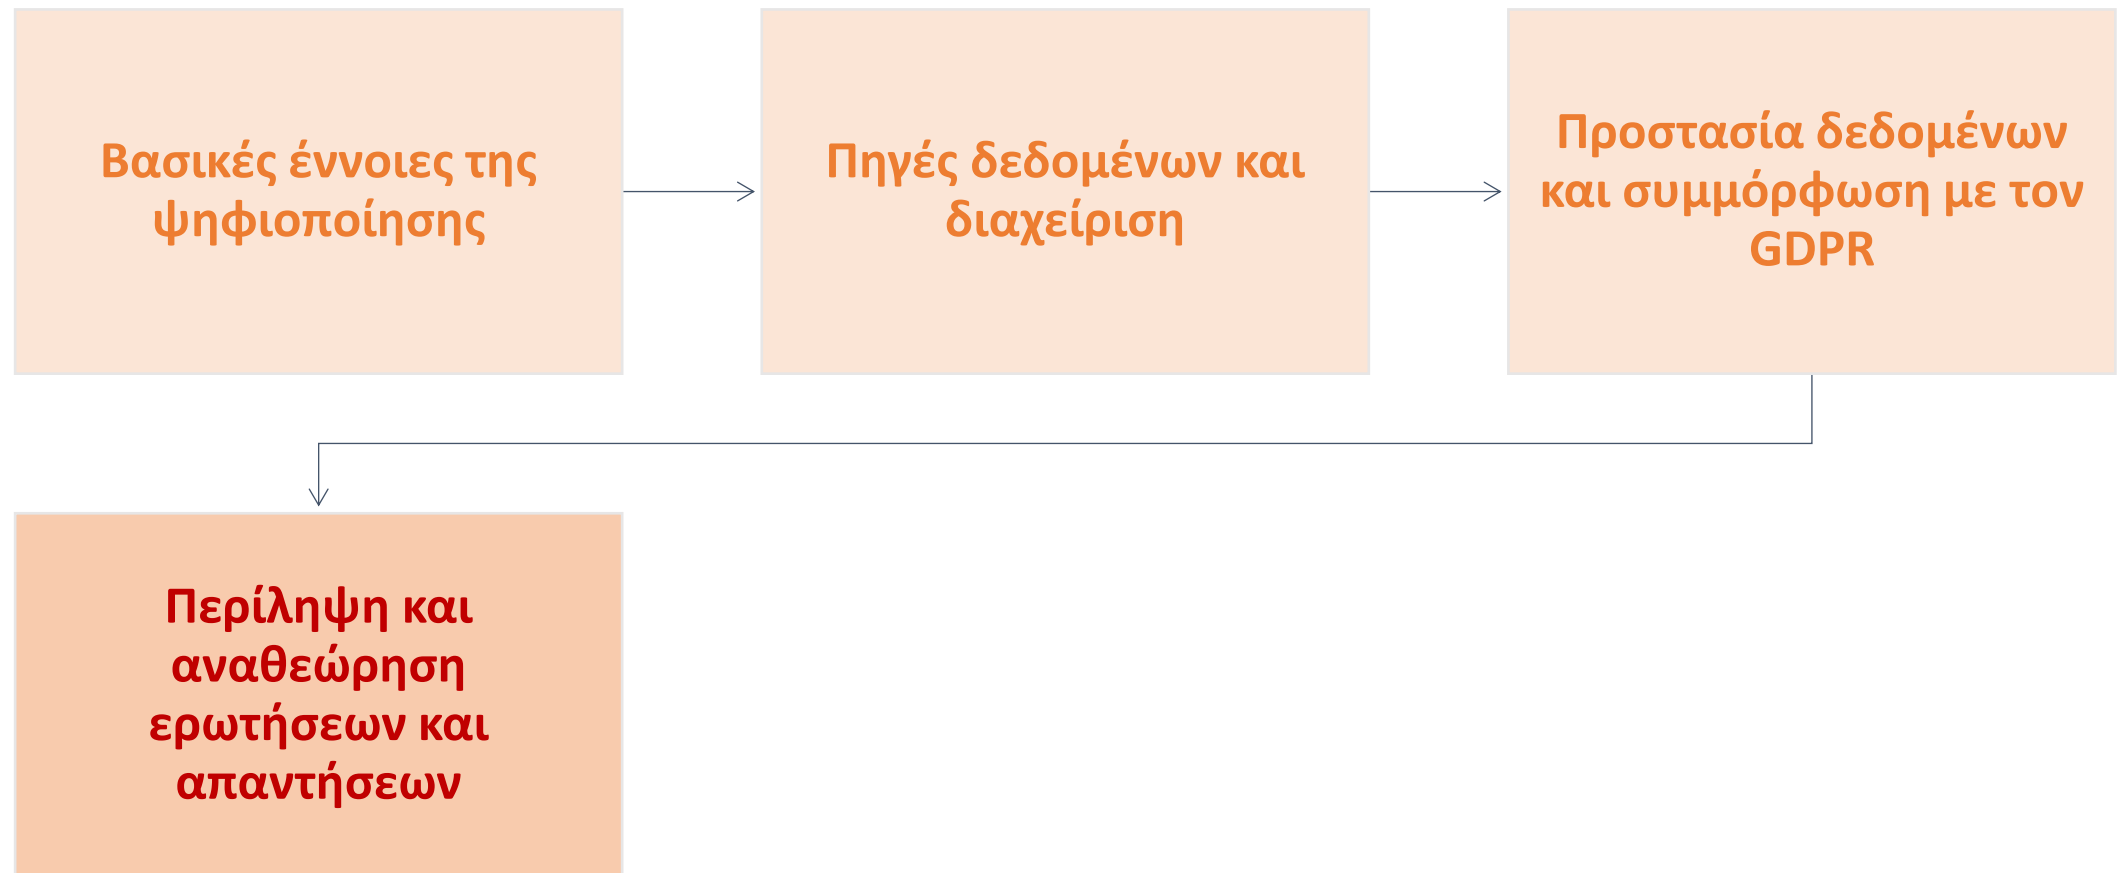 Βασικές έννοιες της
ψηφιοποίησης
Πηγές δεδομένων και
διαχείριση
Προστασία δεδομένων
και συμμόρφωση με τον
GDPR
Περίληψη και
αναθεώρηση
ερωτήσεων και
απαντήσεων